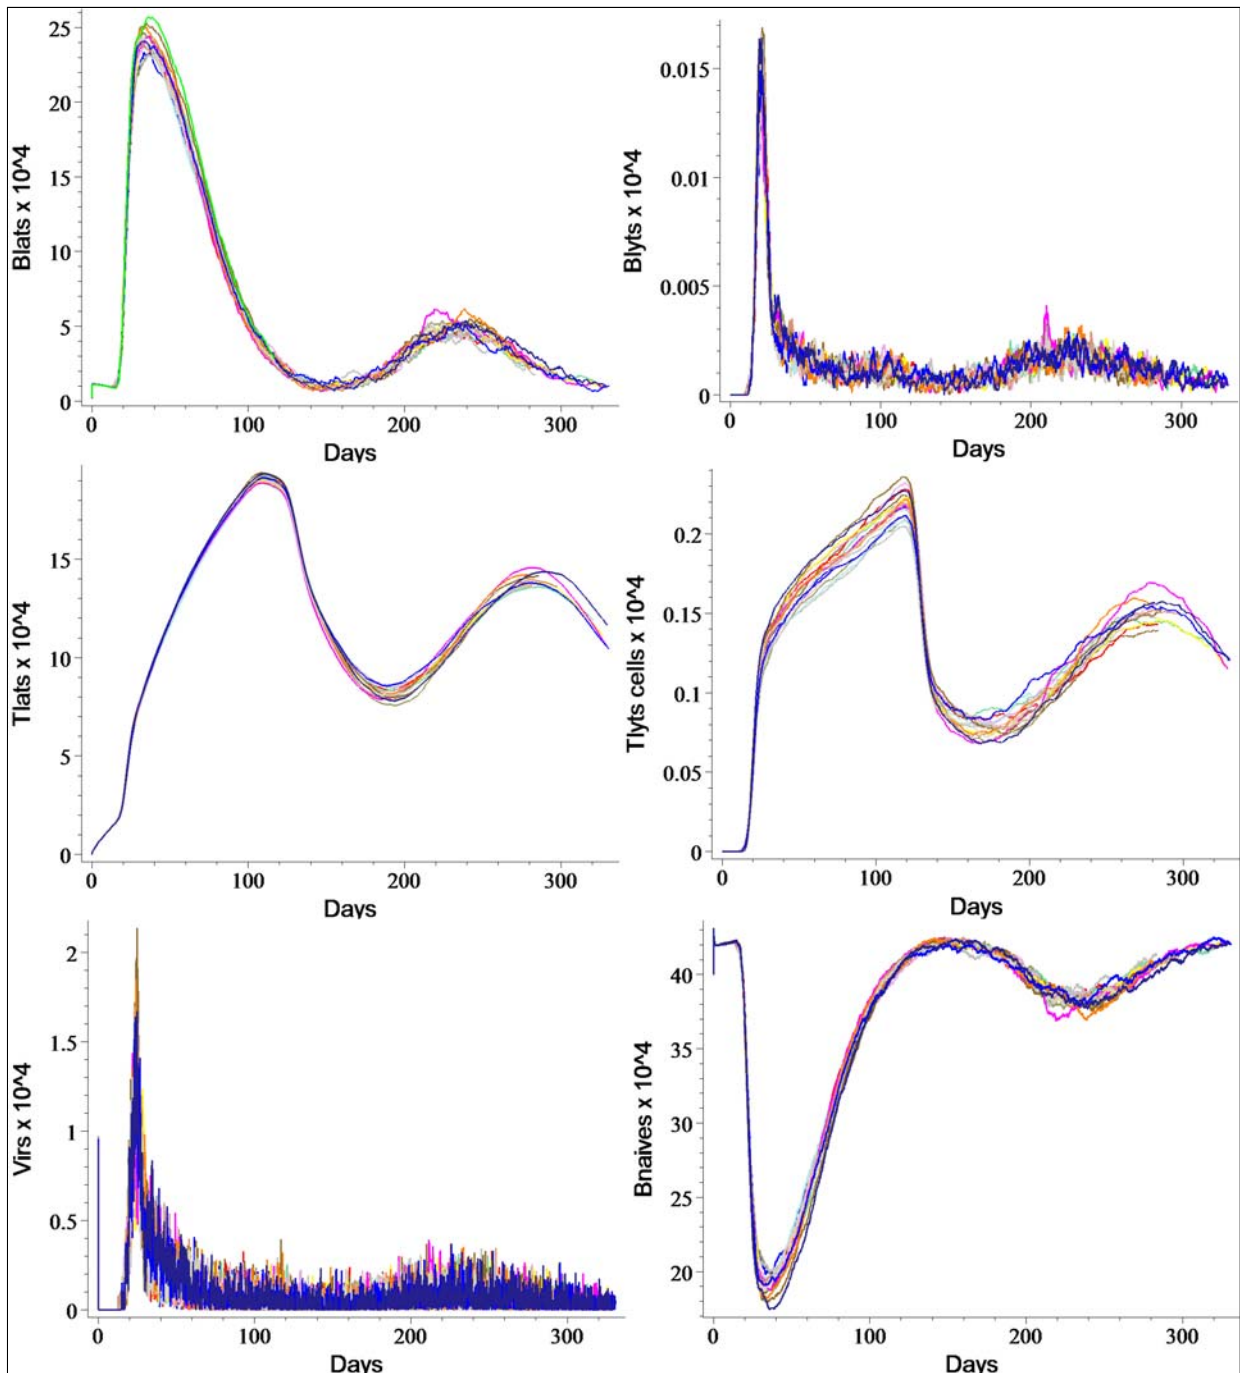 Blats x 10^4
25
20
15
10
5
0
0 100 200 300
Days
Blyts x 10^4
0.015
0.01
0.005
0
0 100 200 300
Days
Tlats x 10^4
15
10
5
0
0 100 200 300
Days
Tlyts cells x 10^4
0.2
0.15
0.1
0.05
0
0 100 200 300
Days
Virs x 10^4
2
1.5
1
0.5
0
0 100 200 300
Days
Bnaives x 10^4
40
35
30
25
20
0 100 200 300
Days